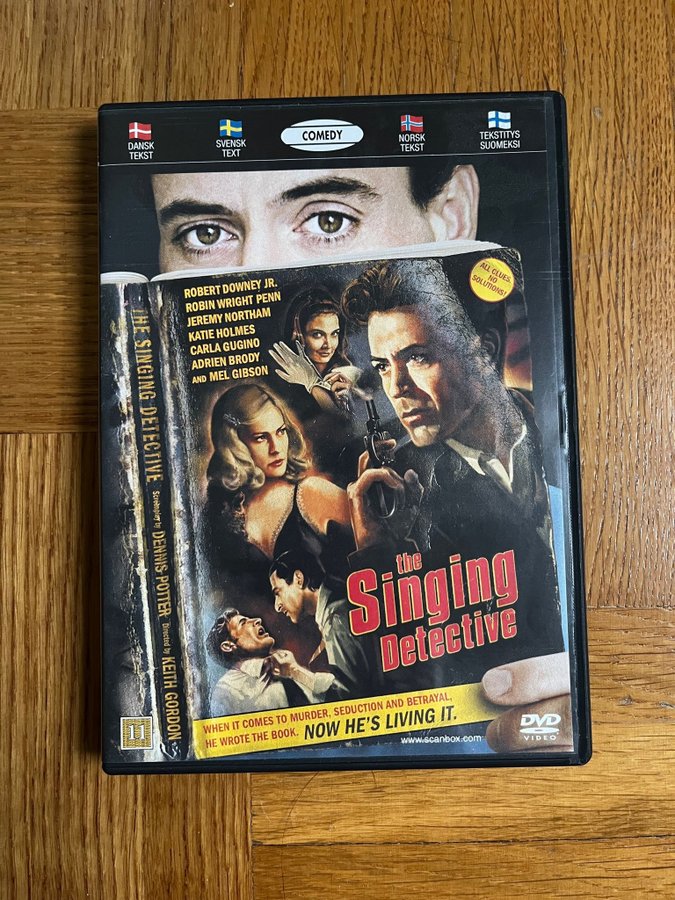 DANSK
TEKST
SVENSK
TEXT
COMEDY
NORSK
TEKST
TEKSTITYS
SUOMEKSI
ALL CLUES.
NO
SOLUTIONS!
ROBERT DOWNEY JR.
ROBIN WRIGHT PENN
JEREMY NORTHAM
KATIE HOLMES
CARLA GUGINO
ADRIEN BRODY
AND MEL GIBSON
THE SINGING DETECTIVE
Screenplay by DENNIS POTTER Directed by KEITH GORDON
the
Singing
Detective
WHEN IT COMES TO MURDER, SEDUCTION AND BETRAYAL,
HE WROTE THE BOOK. NOW HE'S LIVING IT.
11
www.scanbox.com
DVD
VIDEO